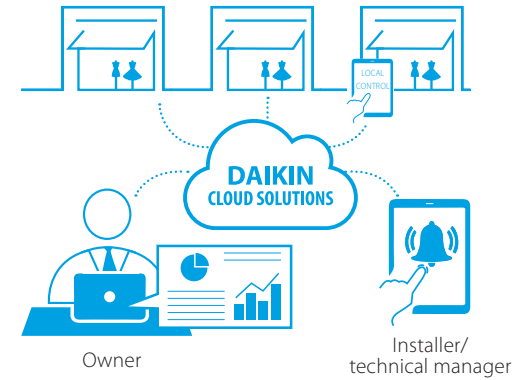 LOCAL
CONTROL
DAIKIN
CLOUD SOLUTIONS
Owner
Installer/
technical manager